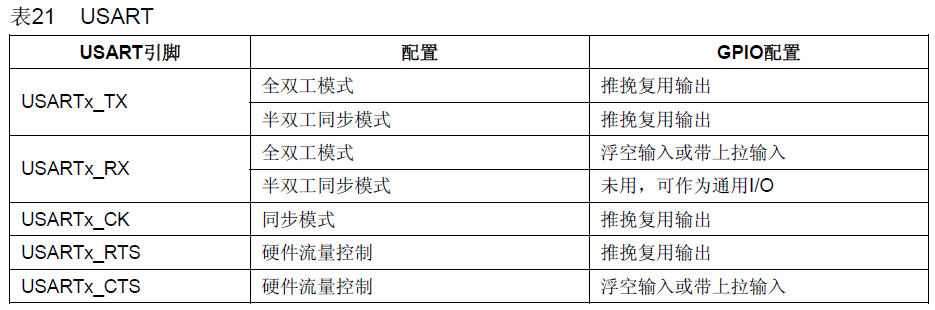 表21 USART
USART引脚 配置 GPIO配置
USARTx_TX 全双工模式 推挽复用输出
半双工同步模式 推挽复用输出
USARTx_RX 全双工模式 浮空输入或带上拉输入
半双工同步模式 未用，可作为通用I/O
USARTx_CK 同步模式 推挽复用输出
USARTx_RTS 硬件流量控制 推挽复用输出
USARTx_CTS 硬件流量控制 浮空输入或带上拉输入